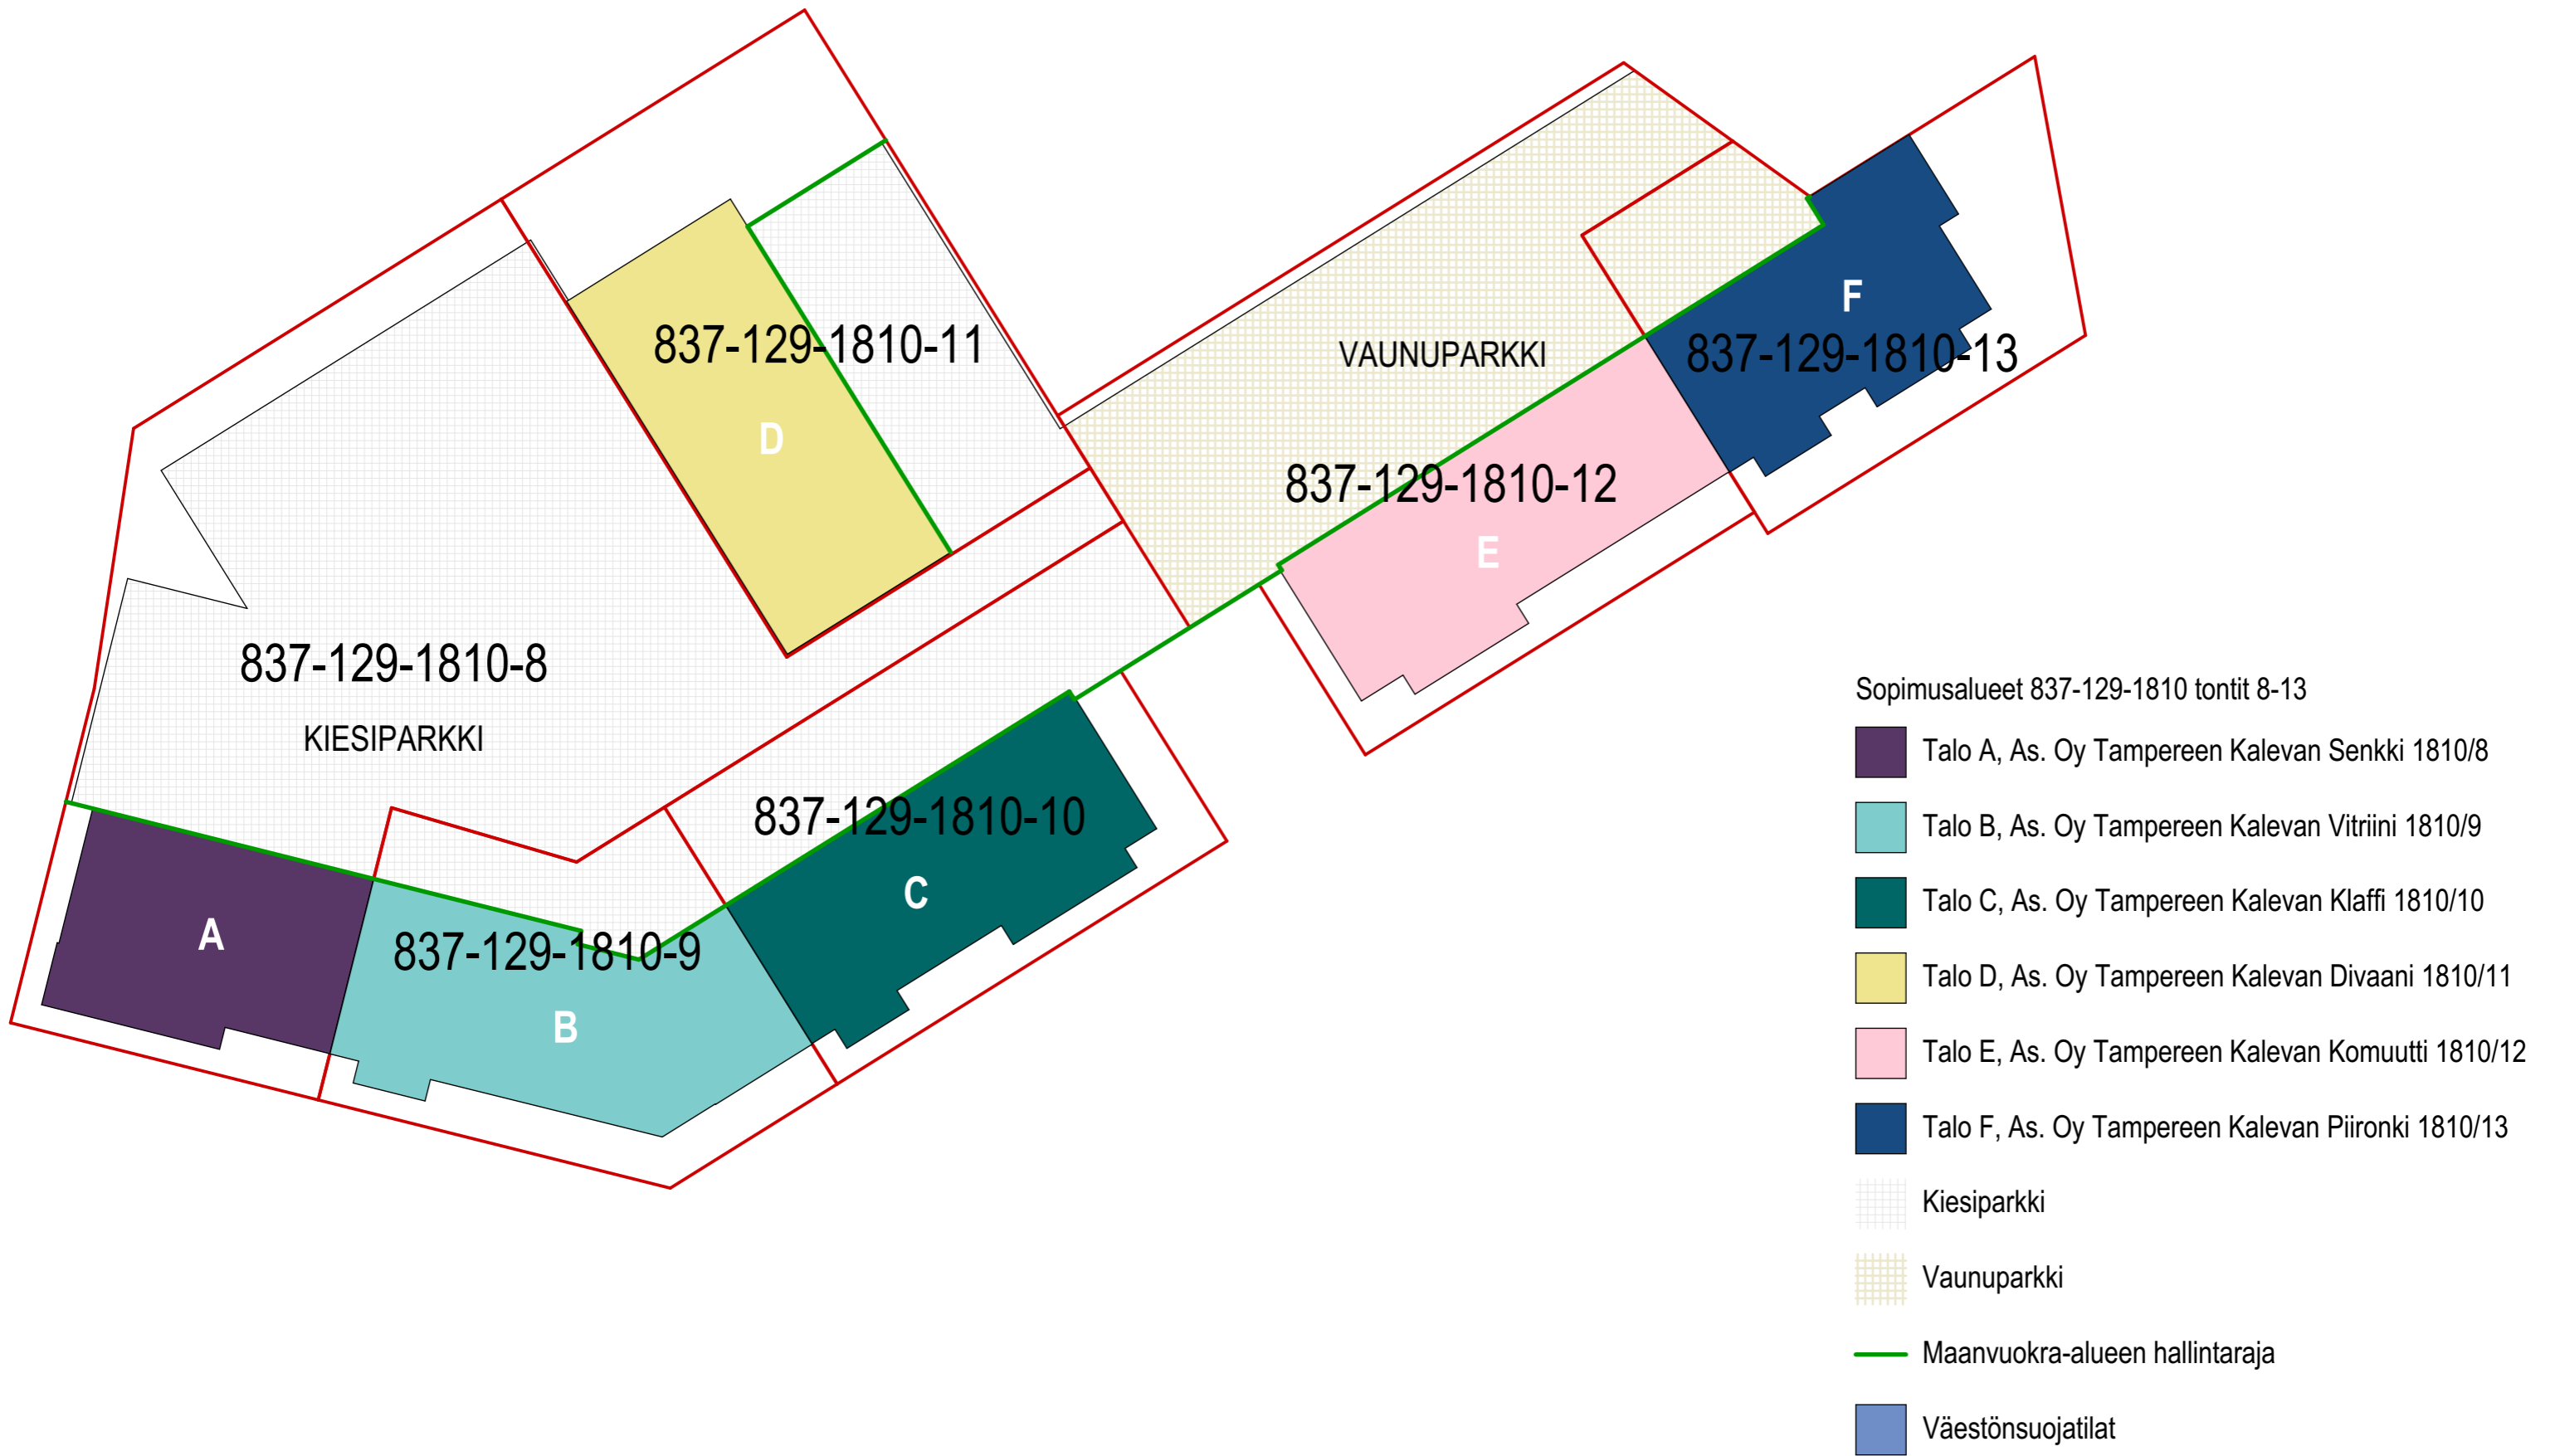 837-129-1810-11
D
VAUNUPARKKI
F
837-129-1810-13
837-129-1810-12
E
837-129-1810-8
KIESIPARKKI
837-129-1810-10
C
A
837-129-1810-9
B
Sopimusalueet 837-129-1810 tontit 8-13
Talo A, As. Oy Tampereen Kalevan Senkki 1810/8
Talo B, As. Oy Tampereen Kalevan Vitriini 1810/9
Talo C, As. Oy Tampereen Kalevan Klaffi 1810/10
Talo D, As. Oy Tampereen Kalevan Divaani 1810/11
Talo E, As. Oy Tampereen Kalevan Komuutti 1810/12
Talo F, As. Oy Tampereen Kalevan Piironki 1810/13
Kiesiparkki
Vaunuparkki
Maanvuokra-alueen hallintaraja
Väestönsuojatilat